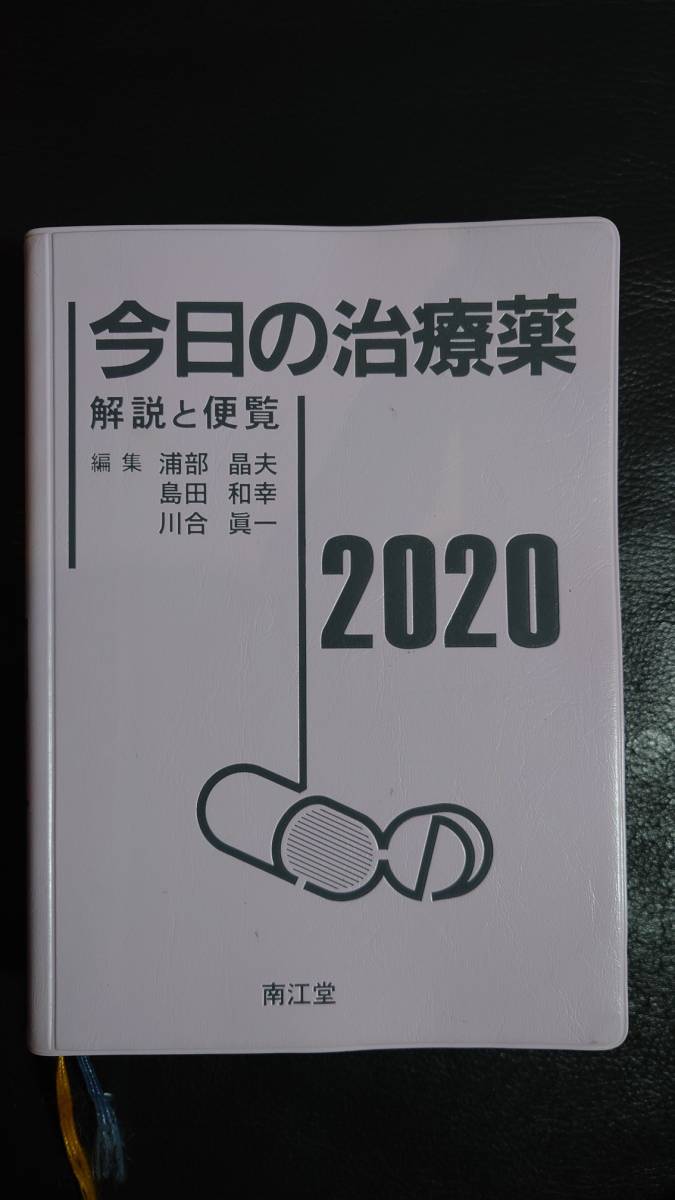 今日の治療薬
解説と便覧
編集 浦部 晶夫
島田 和幸
川合 眞一
2020
南江堂